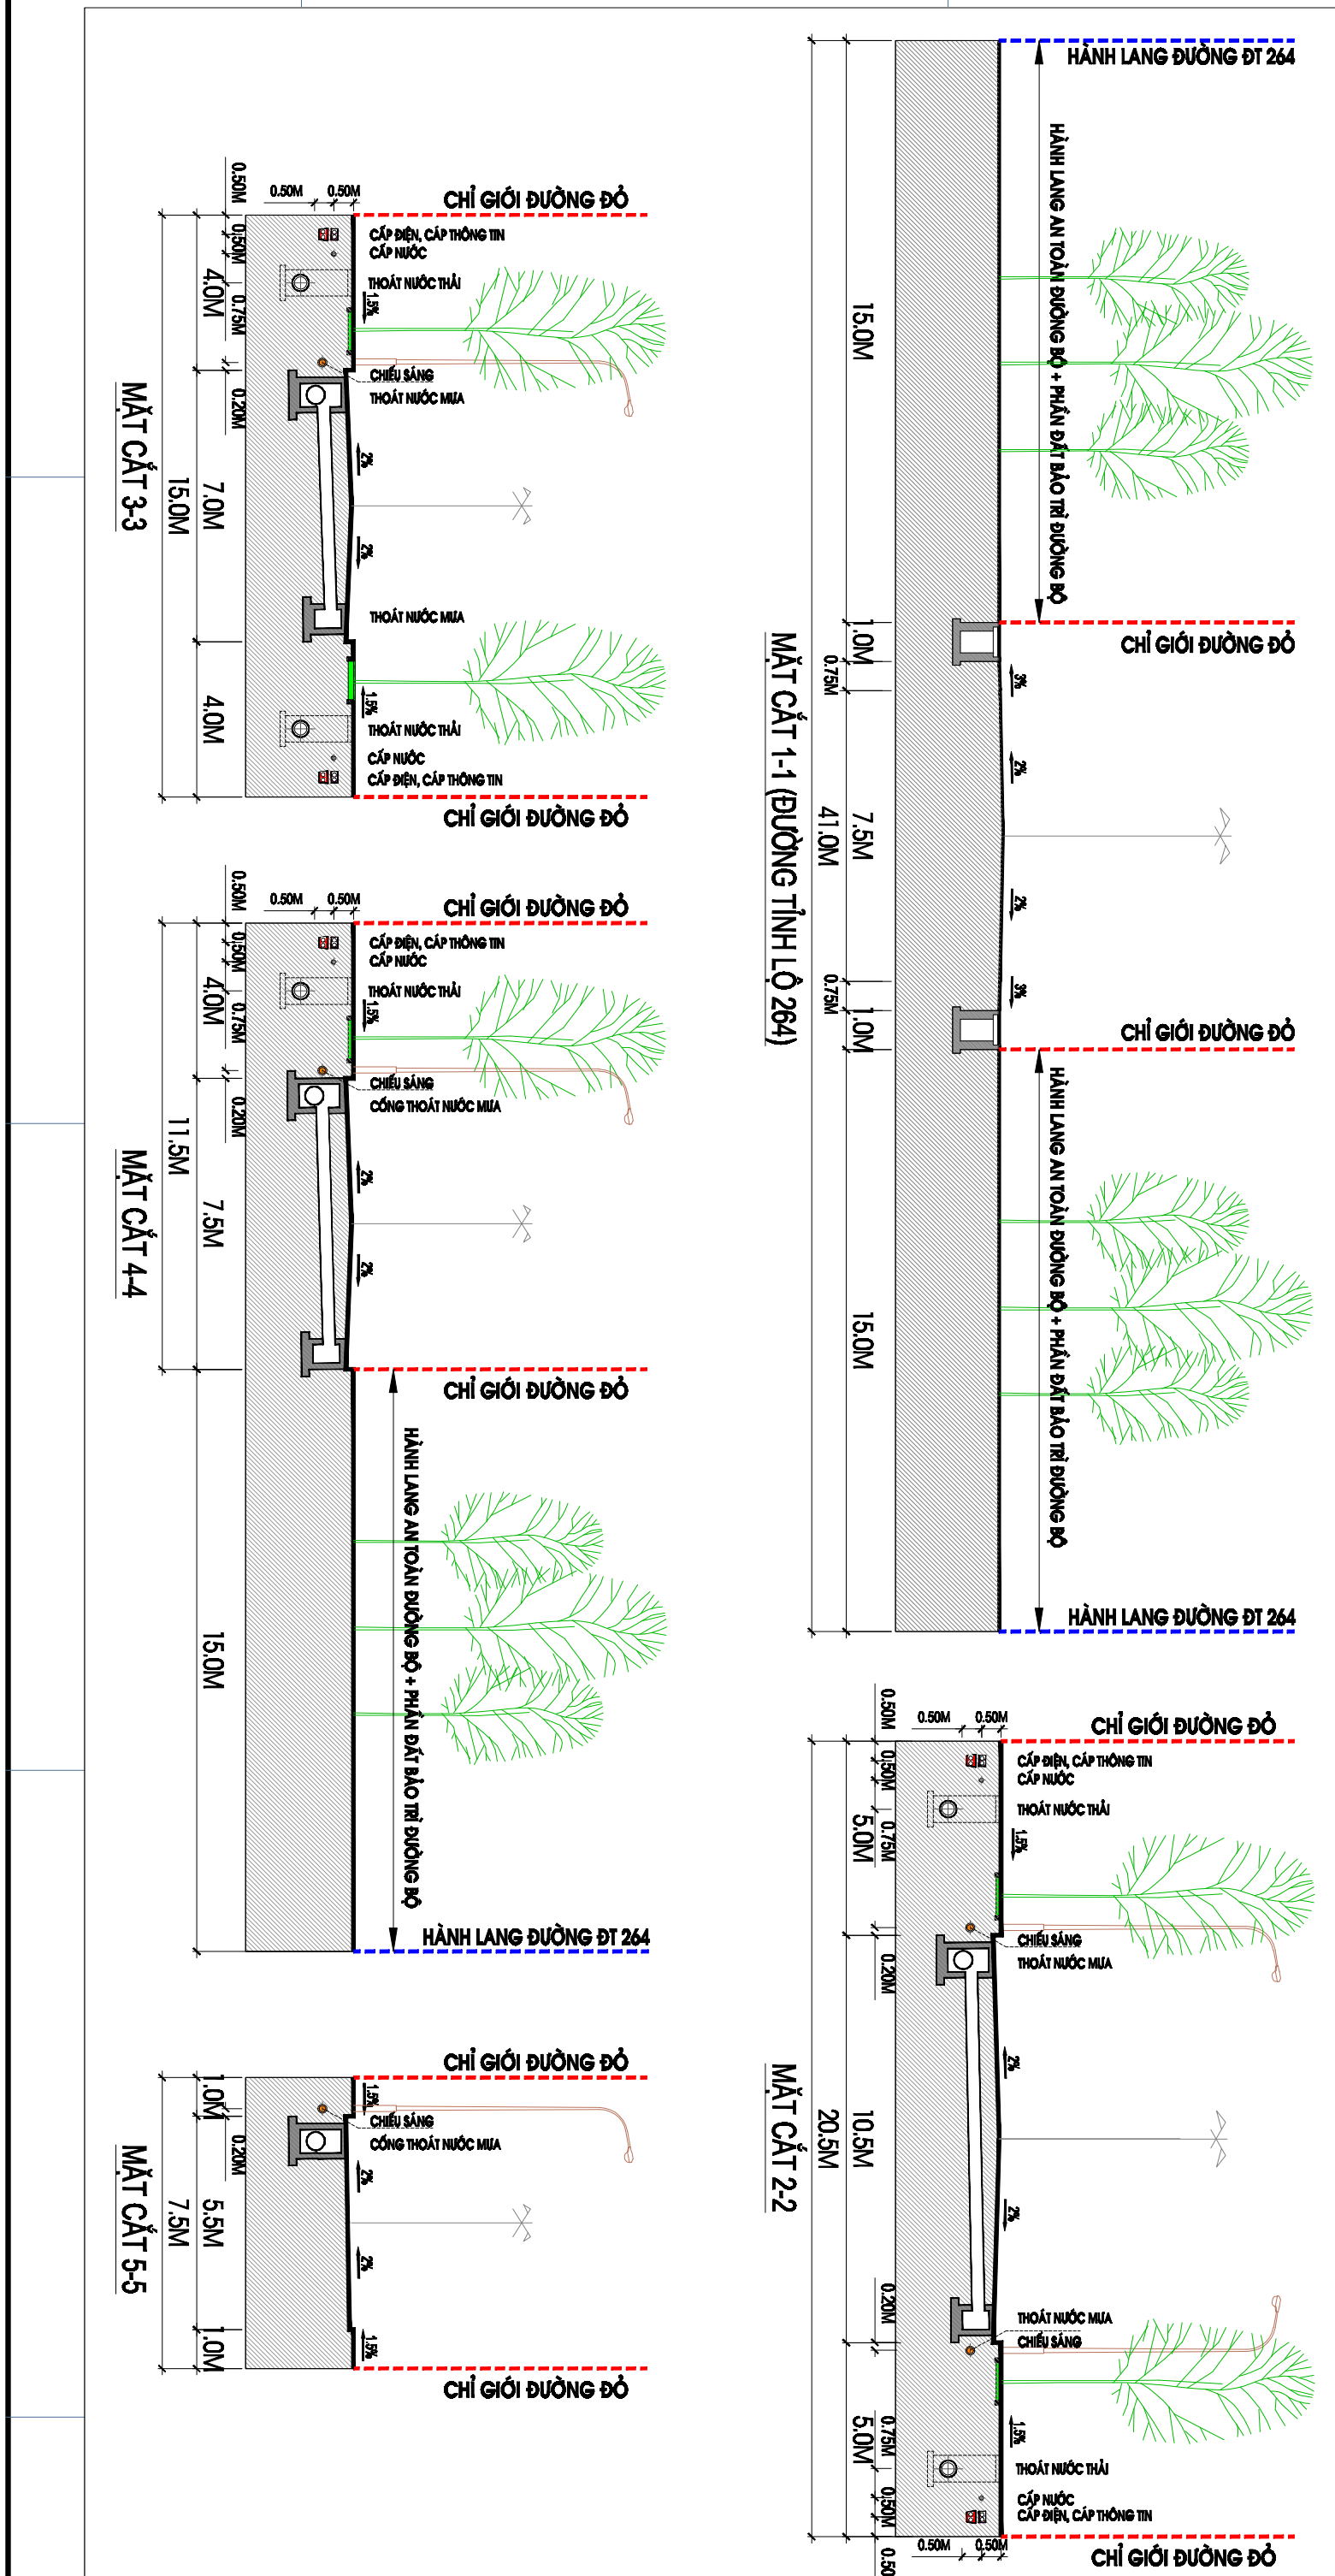 HÀNH LANG ĐƯỜNG ĐT 264
HÀNH LANG AN TOÀN ĐƯỜNG BỘ + PHẦN ĐẤT BẢO TRÌ ĐƯỜNG BỘ
CHỈ GIỚI ĐƯỜNG ĐỎ
3%
2%
2%
3%
CHỈ GIỚI ĐƯỜNG ĐỎ
HÀNH LANG AN TOÀN ĐƯỜNG BỘ + PHẦN ĐẤT BẢO TRÌ ĐƯỜNG BỘ
HÀNH LANG ĐƯỜNG ĐT 264
15.0M
1.0M
0.75M
7.5M
0.75M
1.0M
15.0M
41.0M
MẶT CẮT 1-1 (ĐƯỜNG TỈNH LỘ 264)
CHỈ GIỚI ĐƯỜNG ĐỎ
CẤP ĐIỆN, CÁP THÔNG TIN
CẤP NƯỚC
THOÁT NƯỚC THẢI
1.5%
CHIẾU SÁNG
THOÁT NƯỚC MƯA
2%
2%
THOÁT NƯỚC MƯA
CHIẾU SÁNG
1.5%
THOÁT NƯỚC THẢI
CẤP NƯỚC
CẤP ĐIỆN, CÁP THÔNG TIN
CHỈ GIỚI ĐƯỜNG ĐỎ
0.50M
0.50M
0.50M
0.50M
0.50M
0.50M
0.75M
0.20M
0.20M
0.75M
0.50M
5.0M
10.5M
5.0M
20.5M
MẶT CẮT 2-2
CHỈ GIỚI ĐƯỜNG ĐỎ
CẤP ĐIỆN, CÁP THÔNG TIN
CẤP NƯỚC
THOÁT NƯỚC THẢI
1.5%
CHIẾU SÁNG
THOÁT NƯỚC MƯA
2%
2%
THOÁT NƯỚC MƯA
1.5%
THOÁT NƯỚC THẢI
CẤP NƯỚC
CẤP ĐIỆN, CÁP THÔNG TIN
CHỈ GIỚI ĐƯỜNG ĐỎ
0.50M
0.50M
0.50M
0.50M
0.75M
0.20M
4.0M
7.0M
4.0M
15.0M
MẶT CẮT 3-3
CHỈ GIỚI ĐƯỜNG ĐỎ
CẤP ĐIỆN, CÁP THÔNG TIN
CẤP NƯỚC
THOÁT NƯỚC THẢI
1.5%
CHIẾU SÁNG
CỐNG THOÁT NƯỚC MƯA
2%
2%
CHỈ GIỚI ĐƯỜNG ĐỎ
HÀNH LANG AN TOÀN ĐƯỜNG BỘ + PHẦN ĐẤT BẢO TRÌ ĐƯỜNG BỘ
HÀNH LANG ĐƯỜNG ĐT 264
0.50M
0.50M
0.50M
0.50M
0.75M
0.20M
4.0M
7.5M
15.0M
11.5M
MẶT CẮT 4-4
CHỈ GIỚI ĐƯỜNG ĐỎ
1.5%
CHIẾU SÁNG
CỐNG THOÁT NƯỚC MƯA
2%
2%
1.5%
CHỈ GIỚI ĐƯỜNG ĐỎ
0.20M
1.0M
5.5M
1.0M
7.5M
MẶT CẮT 5-5